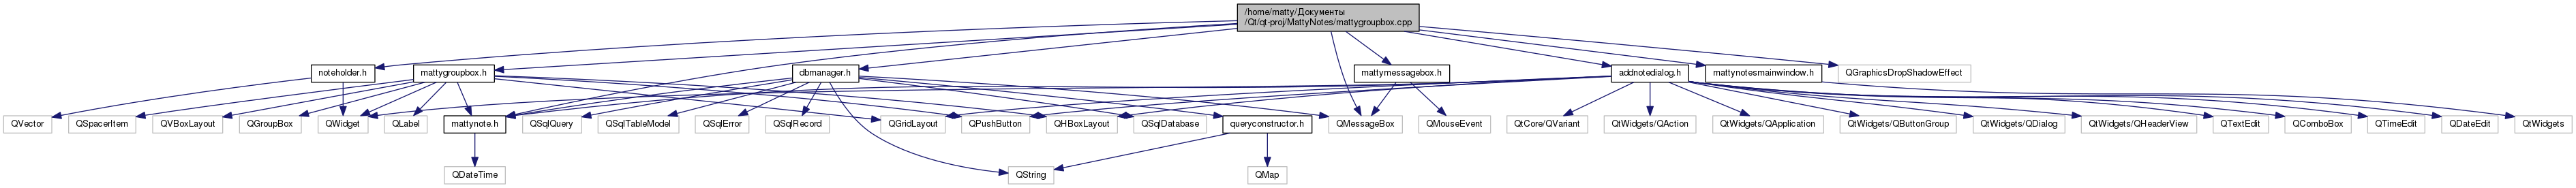 /home/matty/Документы
/Qt/qt-proj/MattyNotes/mattygroupbox.cpp
noteholder.h
mattygroupbox.h
dbmanager.h
mattymessagebox.h
addnotedialog.h
mattynotesmainwindow.h
QGraphicsDropShadowEffect
QVector
QSpacerItem
QVBoxLayout
QGroupBox
QWidget
QLabel
mattynote.h
QSqlQuery
QSqlTableModel
QSqlError
QSqlRecord
QGridLayout
QPushButton
QHBoxLayout
QSqlDatabase
queryconstructor.h
QMessageBox
QMouseEvent
QtCore/QVariant
QtWidgets/QAction
QtWidgets/QApplication
QtWidgets/QButtonGroup
QtWidgets/QDialog
QtWidgets/QHeaderView
QTextEdit
QComboBox
QTimeEdit
QDateEdit
QtWidgets
QDateTime
QString
QMap